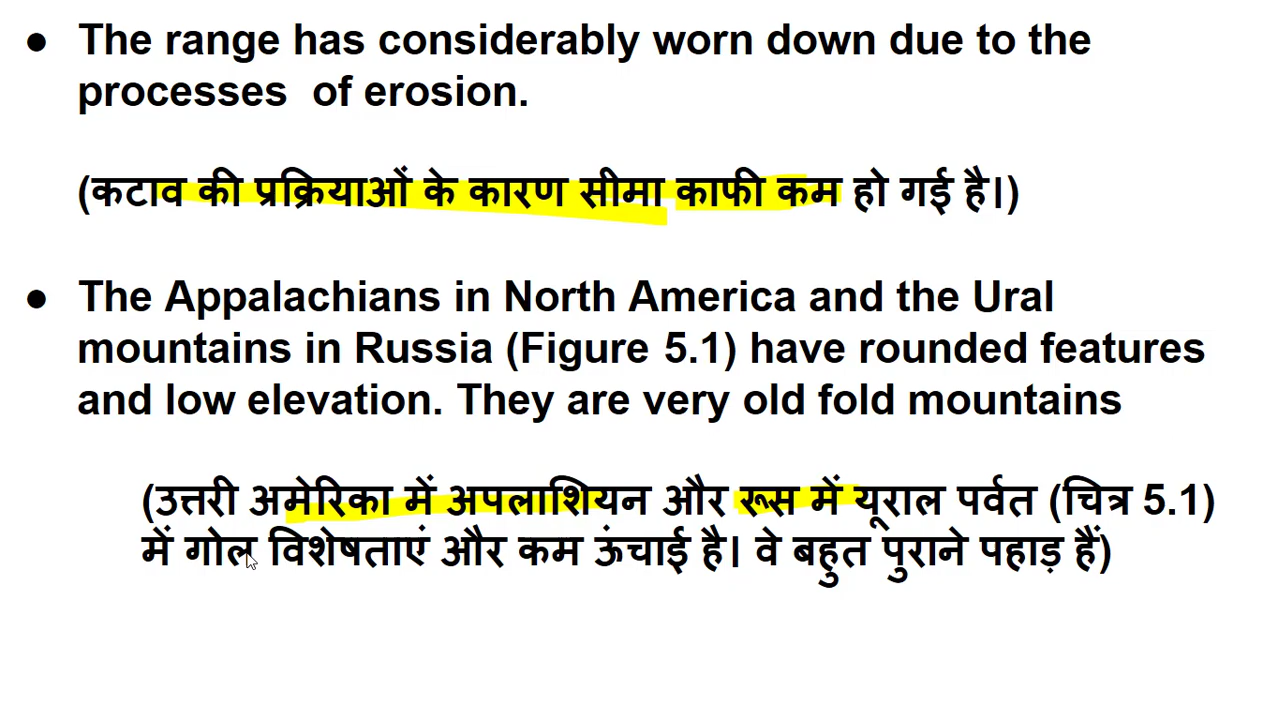 ● The range has considerably worn down due to the
processes of erosion.
(कटाव की प्रक्रियाओं के कारण सीमा काफी कम हो गई है।)
● The Appalachians in North America and the Ural
mountains in Russia (Figure 5.1) have rounded features
and low elevation. They are very old fold mountains
(उत्तरी अमेरिका में अपलाशियन और रूस में यूराल पर्वत (चित्र 5.1)
में गोल विशेषताएं और कम ऊंचाई है। वे बहुत पुराने पहाड़ हैं)